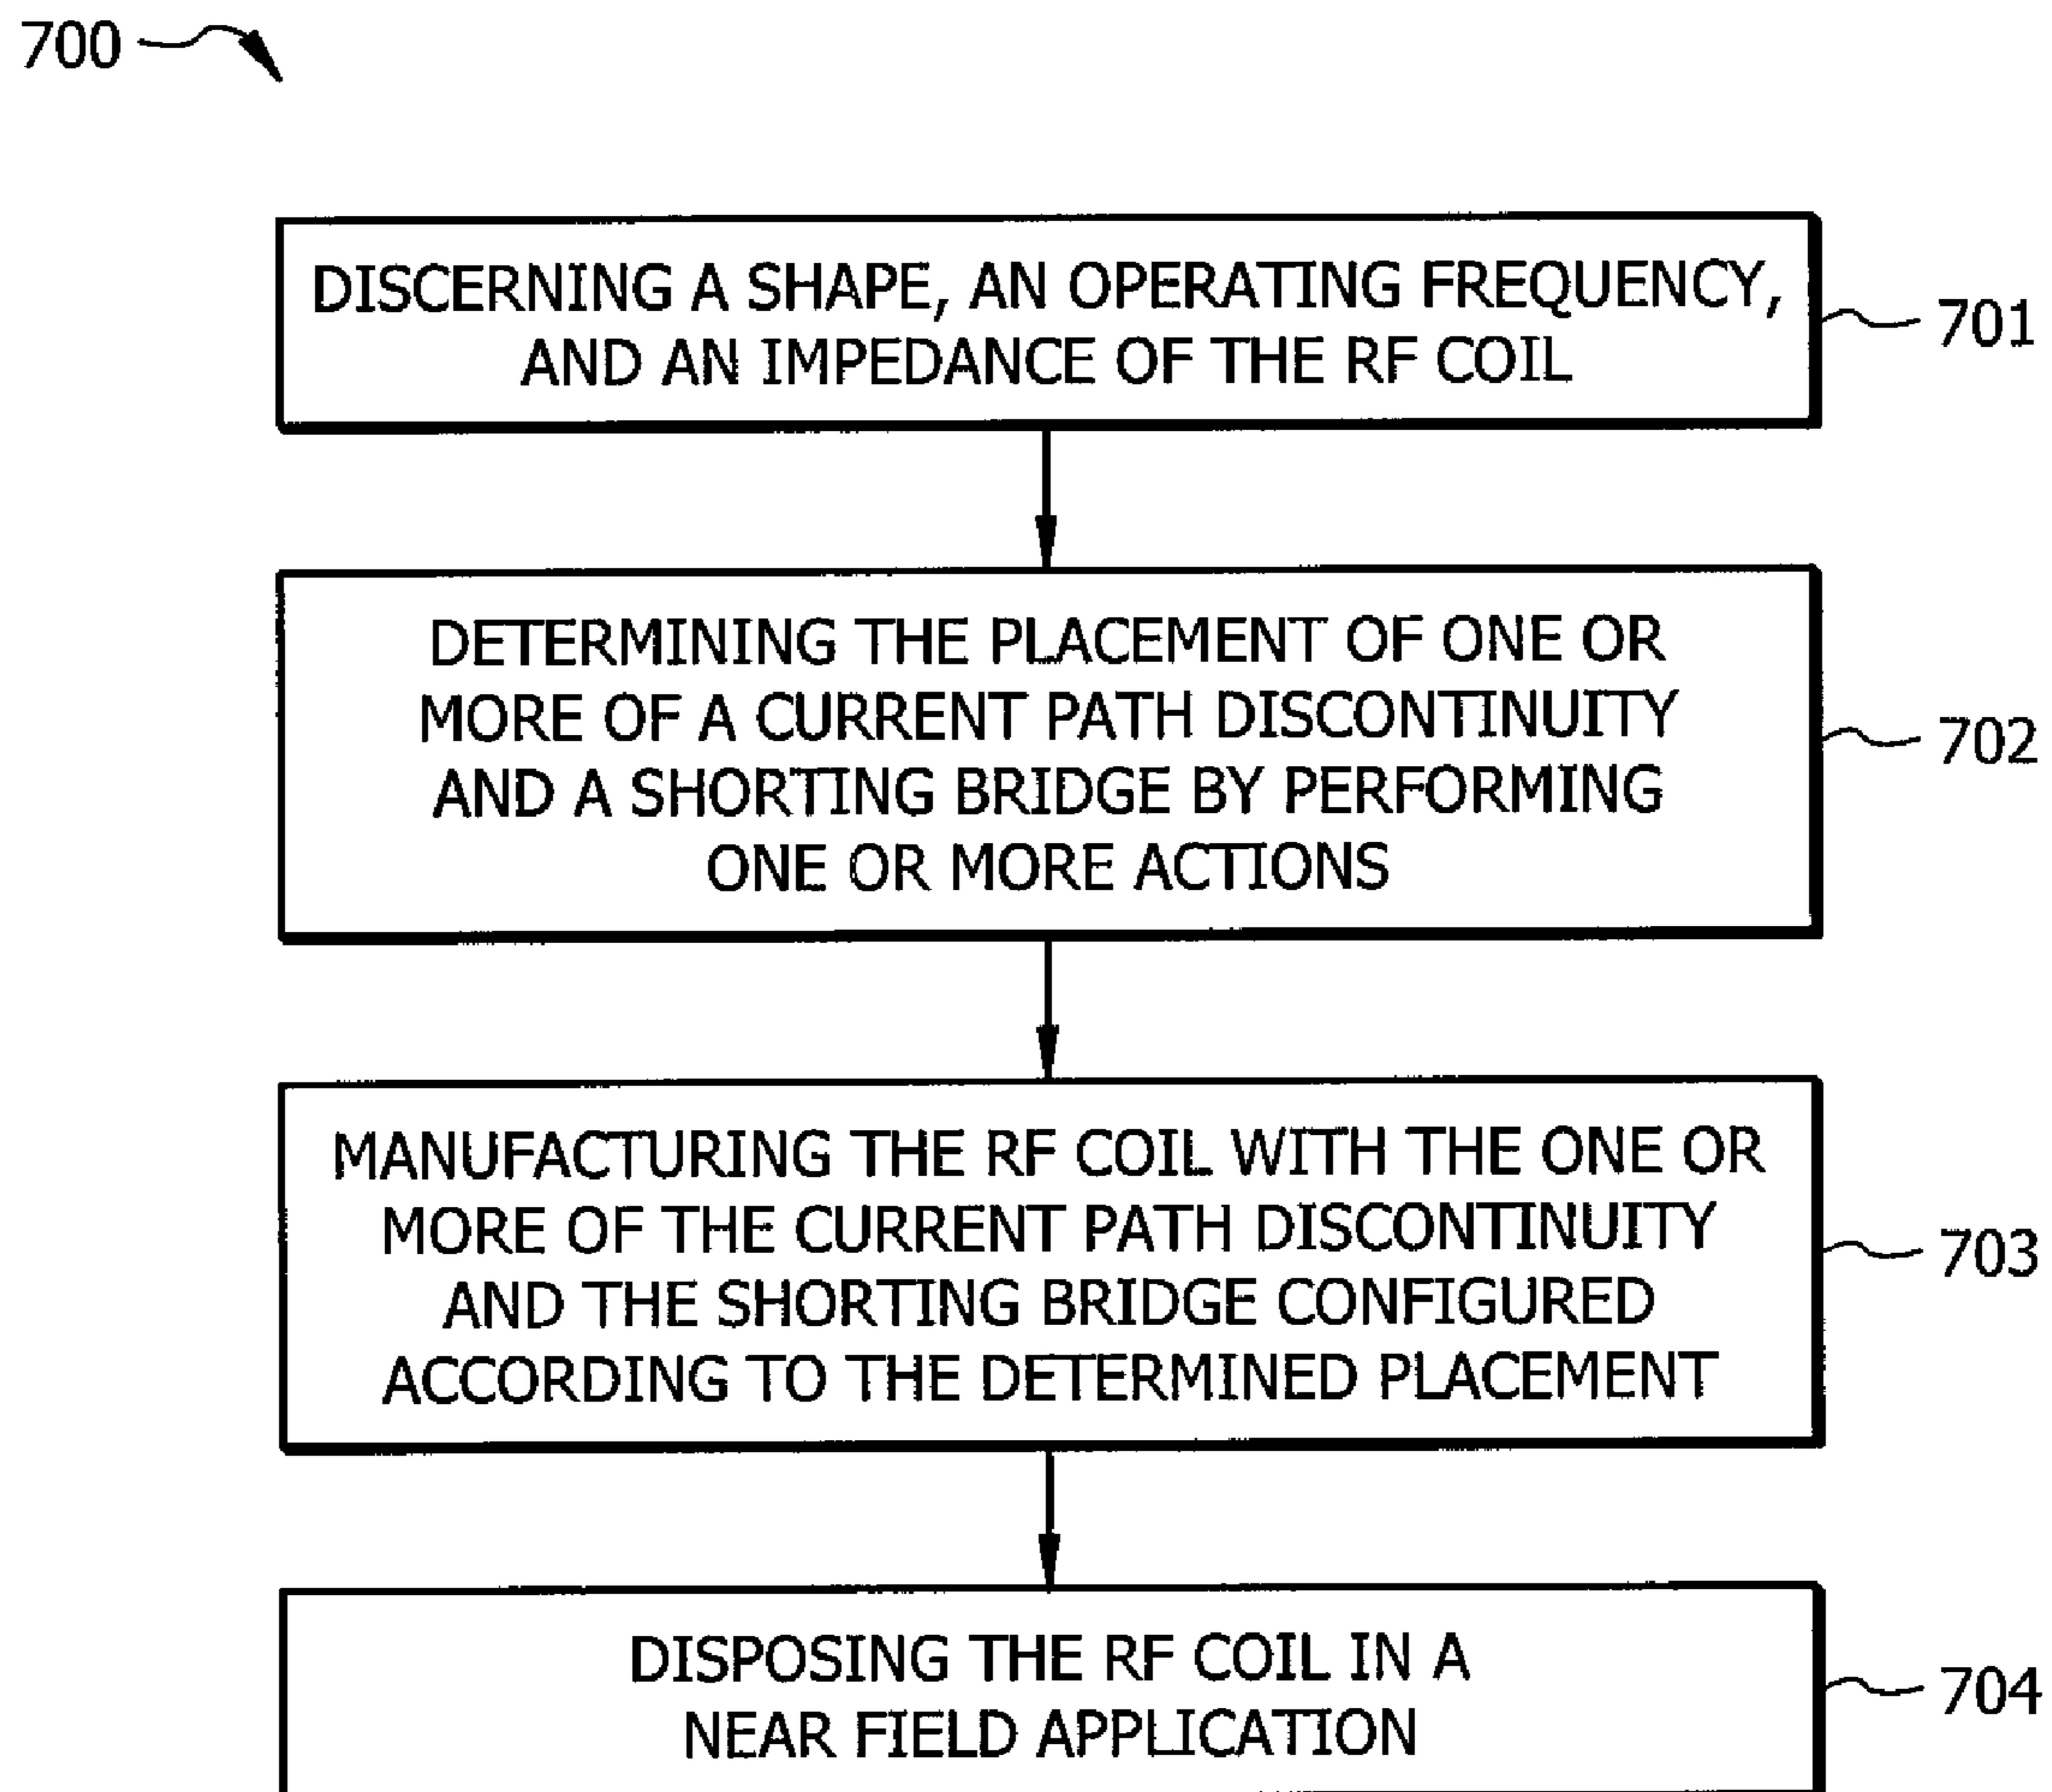 700
DISCERNING A SHAPE, AN OPERATING FREQUENCY,
AND AN IMPEDANCE OF THE RF COIL
701
DETERMINING THE PLACEMENT OF ONE OR
MORE OF A CURRENT PATH DISCONTINUITY
AND A SHORTING BRIDGE BY PERFORMING
ONE OR MORE ACTIONS
702
MANUFACTURING THE RF COIL WITH THE ONE OR
MORE OF THE CURRENT PATH DISCONTINUITY
AND THE SHORTING BRIDGE CONFIGURED
ACCORDING TO THE DETERMINED PLACEMENT
703
DISPOSING THE RF COIL IN A
NEAR FIELD APPLICATION
704